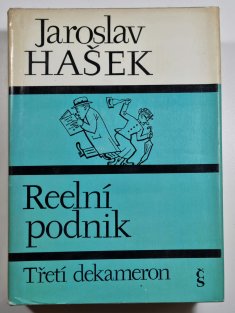 Jaroslav
HAŠEK
Reelní
podnik
Třetí dekameron
čs